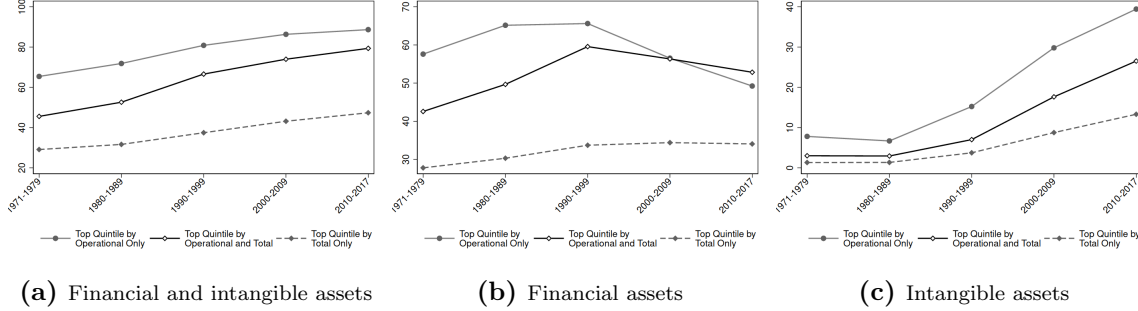 100
80
60
40
20
1971-1979
1980-1989
1990-1999
2000-2009
2010-2017
Top Quintile by
Operational Only
Top Quintile by
Operational and Total
Top Quintile by
Total Only
(a) Financial and intangible assets
70
60
50
40
30
1971-1979
1980-1989
1990-1999
2000-2009
2010-2017
Top Quintile by
Operational Only
Top Quintile by
Operational and Total
Top Quintile by
Total Only
(b) Financial assets
40
30
20
10
0
1971-1979
1980-1989
1990-1999
2000-2009
2010-2017
Top Quintile by
Operational Only
Top Quintile by
Operational and Total
Top Quintile by
Total Only
(c) Intangible assets